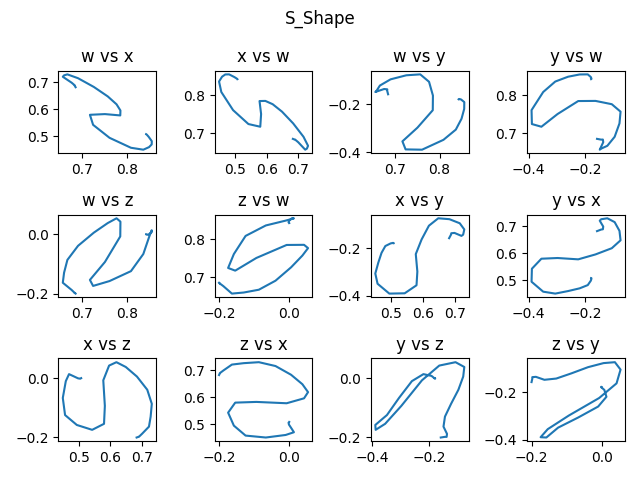 S_Shape
w vs x x vs w w vs y y vs w
0.7 0.6 0.5 0.8 0.7 −0.2 −0.4 0.8 0.7
0.7 0.8 0.5 0.6 0.7 0.7 0.8 −0.4 −0.2
w vs z z vs w x vs y y vs x
0.0 −0.2 0.8 0.7 −0.2 −0.4 0.7 0.6 0.5
0.7 0.8 −0.2 0.0 0.5 0.6 0.7 −0.4 −0.2
x vs z z vs x y vs z z vs y
0.0 −0.2 0.7 0.6 0.5 0.0 −0.2 −0.2 −0.4
0.5 0.6 0.7 −0.2 0.0 −0.4 −0.2 −0.2 0.0